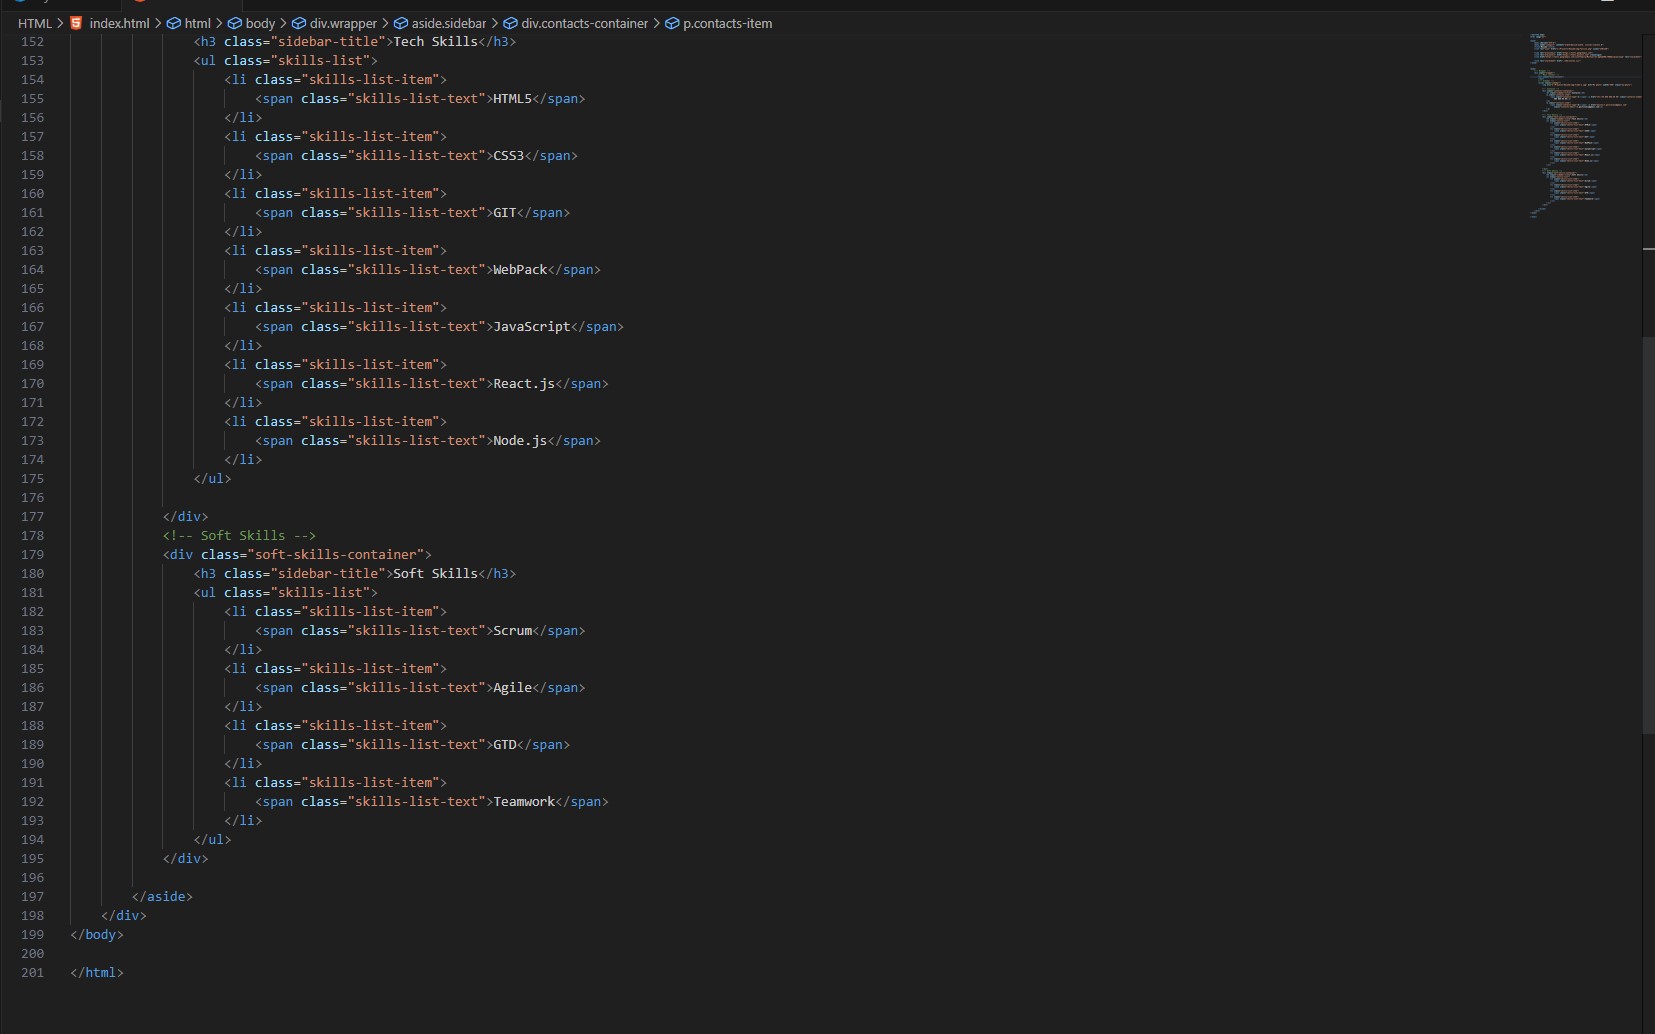 HTML > index.html > html > body > div.wrapper > aside.sidebar > div.contacts-container > p.contacts-item
152 <h3 class="sidebar-title">Tech Skills</h3>
153 <ul class="skills-list">
154 <li class="skills-list-item">
155 <span class="skills-list-text">HTML5</span>
156 </li>
157 <li class="skills-list-item">
158 <span class="skills-list-text">CSS3</span>
159 </li>
160 <li class="skills-list-item">
161 <span class="skills-list-text">GIT</span>
162 </li>
163 <li class="skills-list-item">
164 <span class="skills-list-text">WebPack</span>
165 </li>
166 <li class="skills-list-item">
167 <span class="skills-list-text">JavaScript</span>
168 </li>
169 <li class="skills-list-item">
170 <span class="skills-list-text">React.js</span>
171 </li>
172 <li class="skills-list-item">
173 <span class="skills-list-text">Node.js</span>
174 </li>
175 </ul>
176
177 </div>
178 <!-- Soft Skills -->
179 <div class="soft-skills-container">
180 <h3 class="sidebar-title">Soft Skills</h3>
181 <ul class="skills-list">
182 <li class="skills-list-item">
183 <span class="skills-list-text">Scrum</span>
184 </li>
185 <li class="skills-list-item">
186 <span class="skills-list-text">Agile</span>
187 </li>
188 <li class="skills-list-item">
189 <span class="skills-list-text">GTD</span>
190 </li>
191 <li class="skills-list-item">
192 <span class="skills-list-text">Teamwork</span>
193 </li>
194 </ul>
195 </div>
196
197 </aside>
198 </div>
199 </body>
200
201 </html>